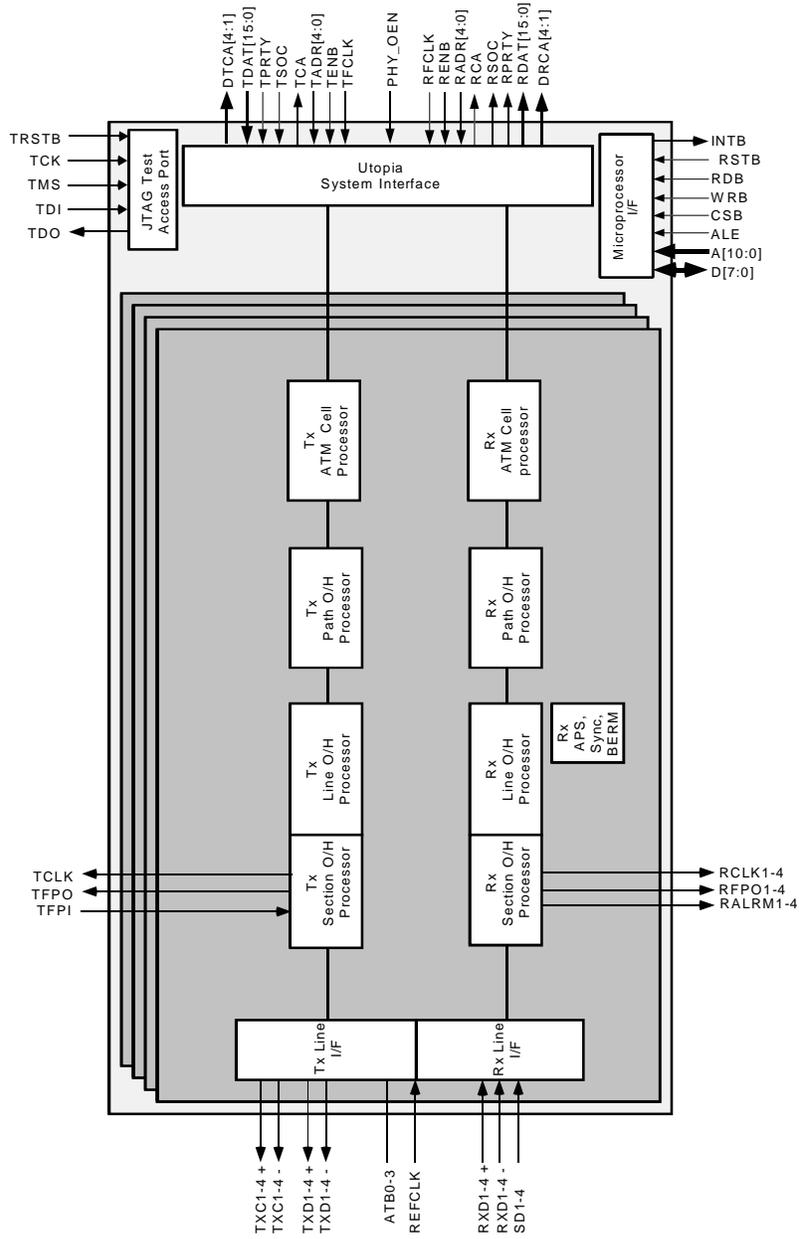 DTCA[4:1]
TDAT[15:0]
TPRTY
TSOC
TCA
TADR[4:0]
TENB
TFCLK
PHY_OEN
RFCLK
RENB
RADR[4:0]
RCA
RSOC
RPRTY
RDAT[15:0]
DRCA[4:1]
TRSTB
TCK
TMS
TDI
TDO
JTAG Test
Access Port
Utopia
System Interface
Microprocessor
I/F
INTB
RSTB
RDB
WRB
CSB
ALE
A[10:0]
D[7:0]
Tx
ATM Cell
Processor
Rx
ATM Cell
processor
Tx
Path O/H
Processor
Rx
Path O/H
Processor
Tx
Line O/H
Processor
Rx
Line O/H
Processor
Rx
APS,
Sync,
BERM
TCLK
TFPO
TFPI
Tx
Section O/H
Processor
Rx
Section O/H
Processor
RCLK1-4
RFPO1-4
RALRM1-4
Tx Line
I/F
Rx Line
I/F
TXC1-4 +
TXC1-4 -
TXD1-4 +
TXD1-4 -
ATB0-3
REFCLK
RXD1-4 +
RXD1-4 -
SD1-4